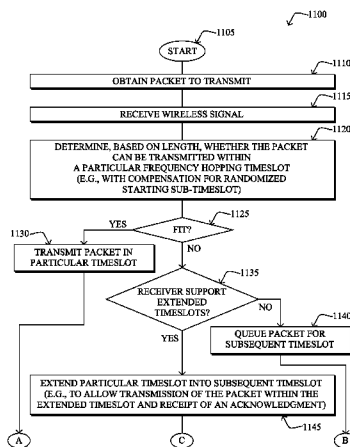 1100
1105
START
1110
OBTAIN PACKET TO TRANSMIT
1115
RECEIVE WIRELESS SIGNAL
1120
DETERMINE, BASED ON LENGTH, WHETHER THE PACKET
CAN BE TRANSMITTED WITHIN
A PARTICULAR FREQUENCY HOPPING TIMESLOT
(E.G., WITH COMPENSATION FOR RANDOMIZED
STARTING SUB-TIMESLOT)
1125
YES
FIT?
1130
TRANSMIT PACKET IN
PARTICULAR TIMESLOT
NO
1135
RECEIVER SUPPORT
EXTENDED
TIMESLOTS?
NO
1140
QUEUE PACKET FOR
SUBSEQUENT TIMESLOT
YES
EXTEND PARTICULAR TIMESLOT INTO SUBSEQUENT TIMESLOT
(E.G., TO ALLOW TRANSMISSION OF THE PACKET WITHIN THE
EXTENDED TIMESLOT AND RECEIPT OF AN ACKNOWLEDGMENT)
1145
A
C
B